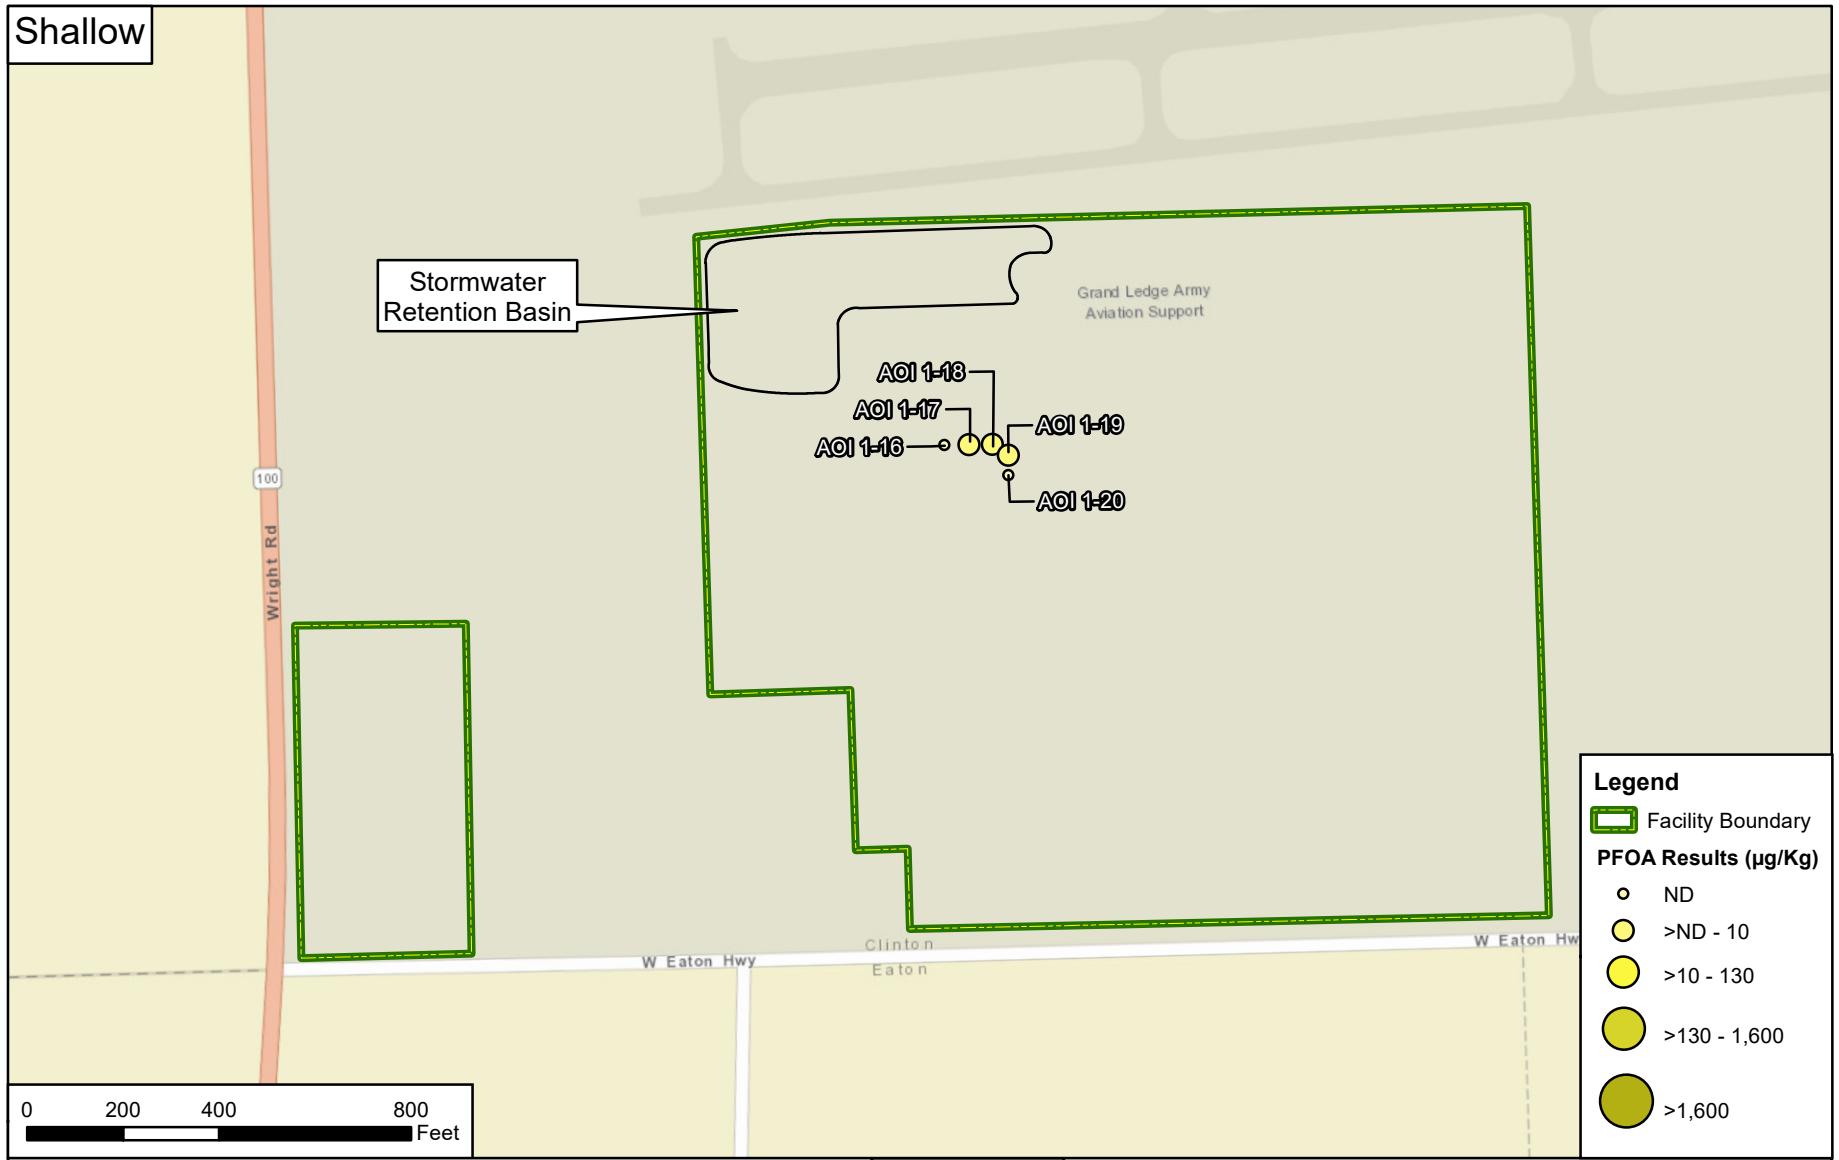 Shallow
Stormwater
Retention Basin
Grand Ledge Army
Aviation Support
AOI 1-18
AOI 1-17
AOI 1-19
AOI 1-16
AOI 1-20
100
Wright Rd
Clinton
W Eaton Hwy
Eaton
W Eaton Hw
Legend
Facility Boundary
PFOA Results (µg/Kg)
ND
>ND - 10
>10 - 130
>130 - 1,600
>1,600
0 200 400 800
Feet